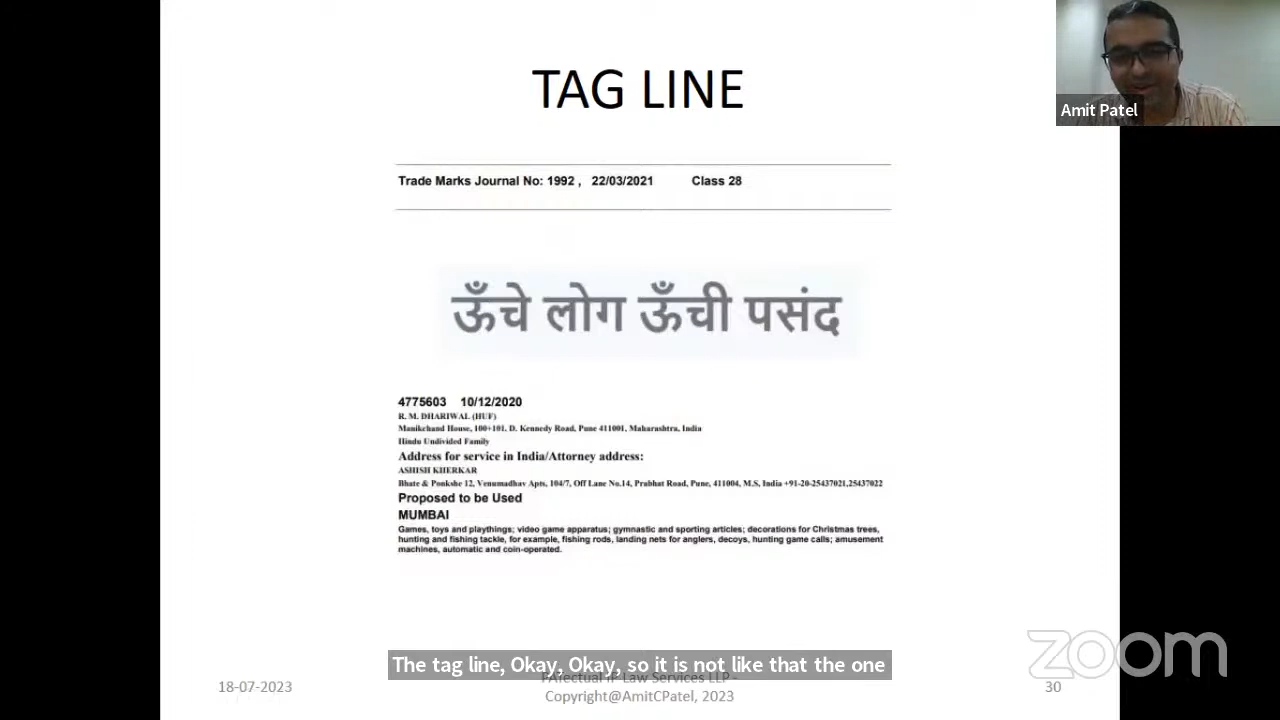 TAG LINE
Amit Patel
Trade Marks Journal No: 1992 , 22/03/2021 Class 28
ऊँचे लोग ऊँची पसंद
4775603 10/12/2020
R. M. DHARIWAL (HUF)
Manikchand House, 100+101, D. Kennedy Road, Pune 411001, Maharashtra, India
Hindu Undivided Family
Address for service in India/Attorney address:
ASHISH KHERKAR
Bhate & Ponkshe 12, Venumadhav Apts, 104/7, Off Lane No.14, Prabhat Road, Pune, 411004, M.S, India +91-20-25437021,25437022
Proposed to be Used
MUMBAI
Games, toys and playthings; video game apparatus; gymnastic and sporting articles; decorations for Christmas trees,
hunting and fishing tackle, for example, fishing rods, landing nets for anglers, decoys, hunting game calls; amusement
machines, automatic and coin-operated.
The tag line, Okay, Okay, so it is not like that the one
zoom
18-07-2023
IP Law Services LLP -
Copyright@AmitCPatel, 2023
30